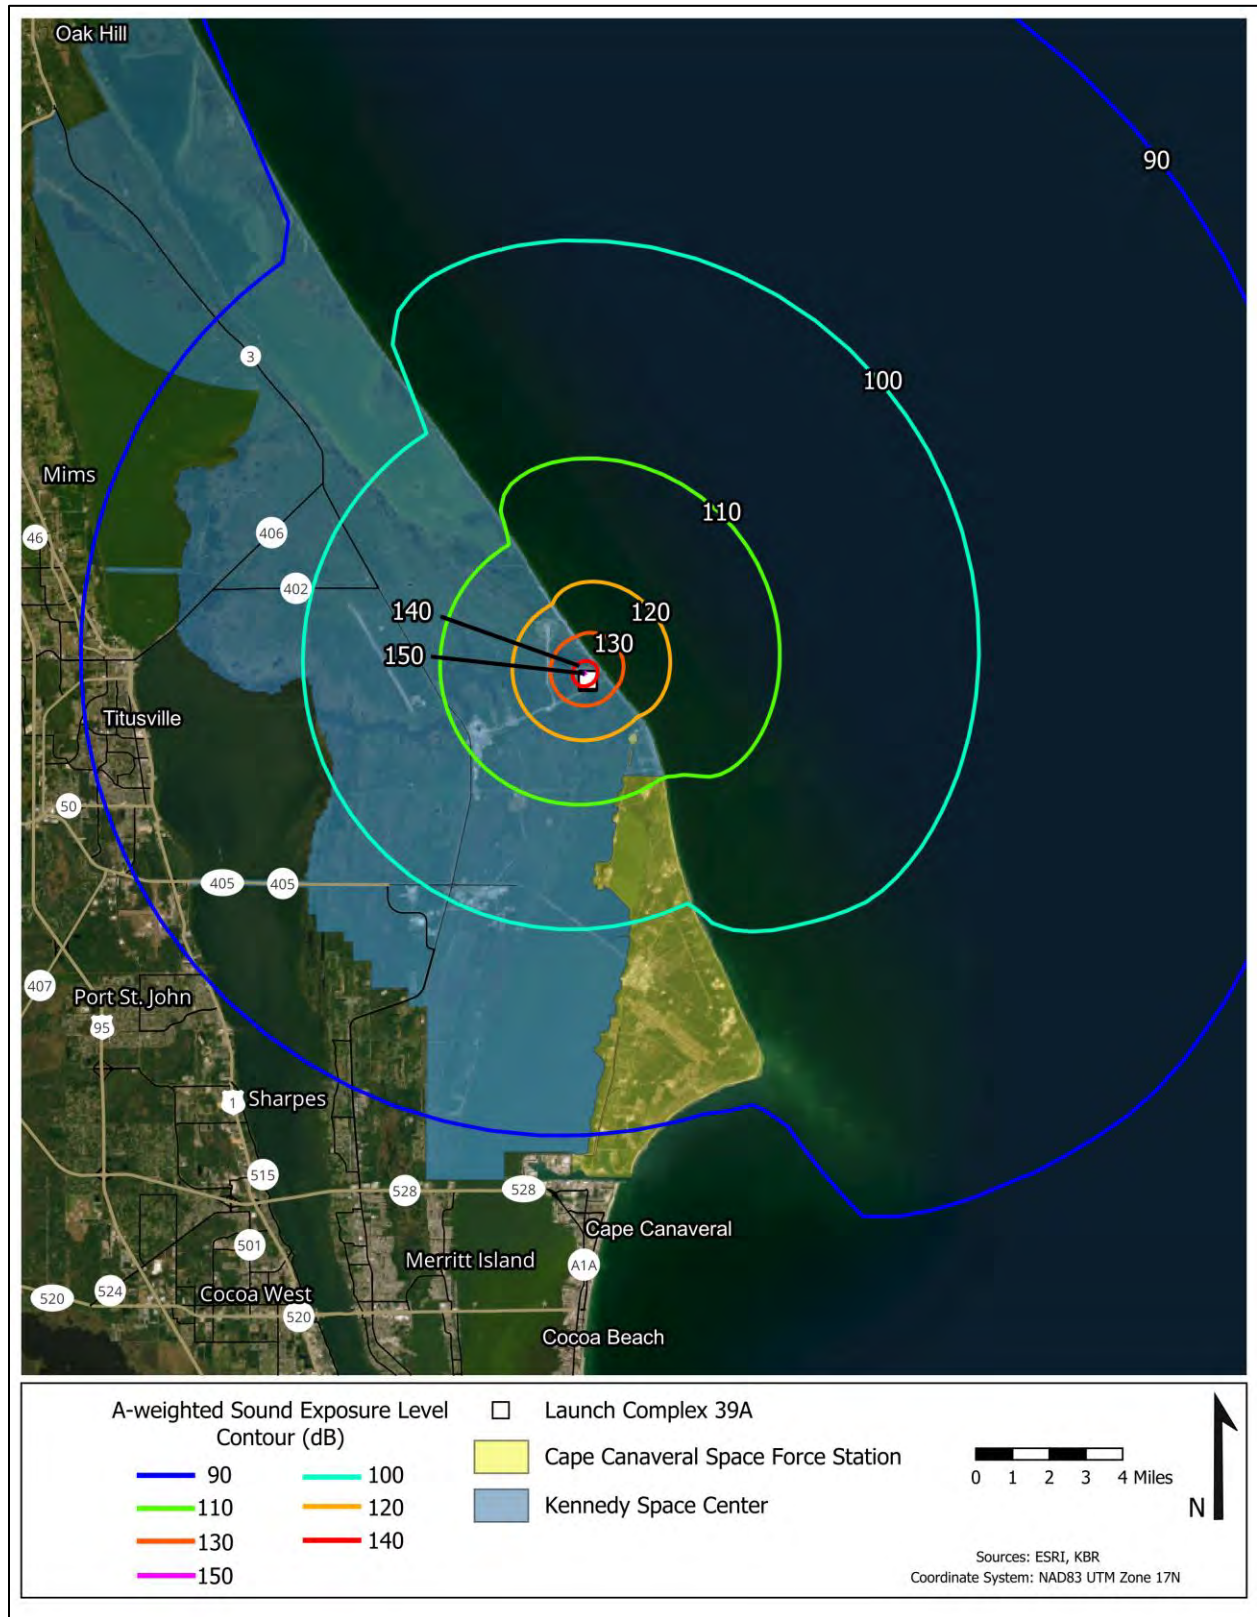 Oak Hill
90
3
100
Mims
110
46
406
402
140
120
130
150
Titusville
50
405
405
407
Port St. John
95
1
Sharpes
515
528
528
Cape Canaveral
501
Merritt Island
A1A
524
520
Cocoa West
520
Cocoa Beach
A-weighted Sound Exposure Level
Contour (dB)
90
100
110
120
130
140
150
Launch Complex 39A
Cape Canaveral Space Force Station
Kennedy Space Center
0 1 2 3 4 Miles
N
Sources: ESRI, KBR
Coordinate System: NAD83 UTM Zone 17N